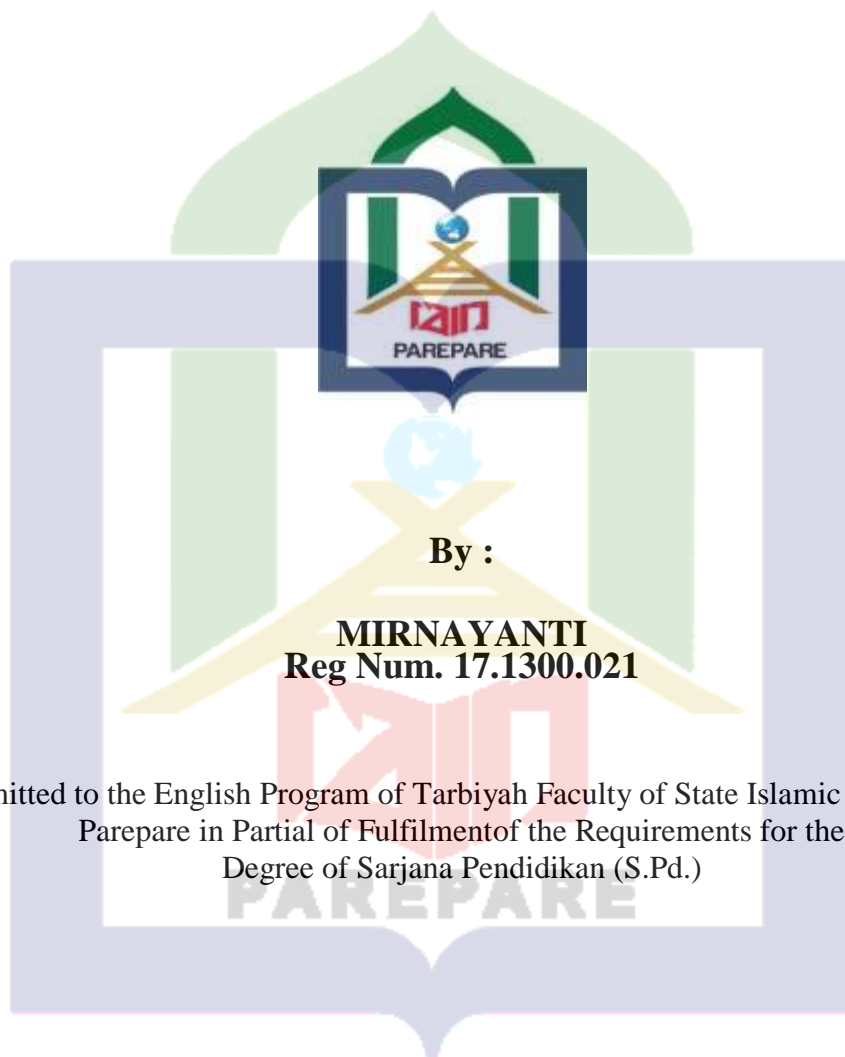 IAIN
PAREPARE
By :
MIRNAYANTI
Reg Num. 17.1300.021
to the English Program of Tarbiyah Faculty of State Islamic
Parepare in Partial of Fulfilmentof the Requirements for the
Degree of Sarjana Pendidikan (S.Pd.)
PAREPARE